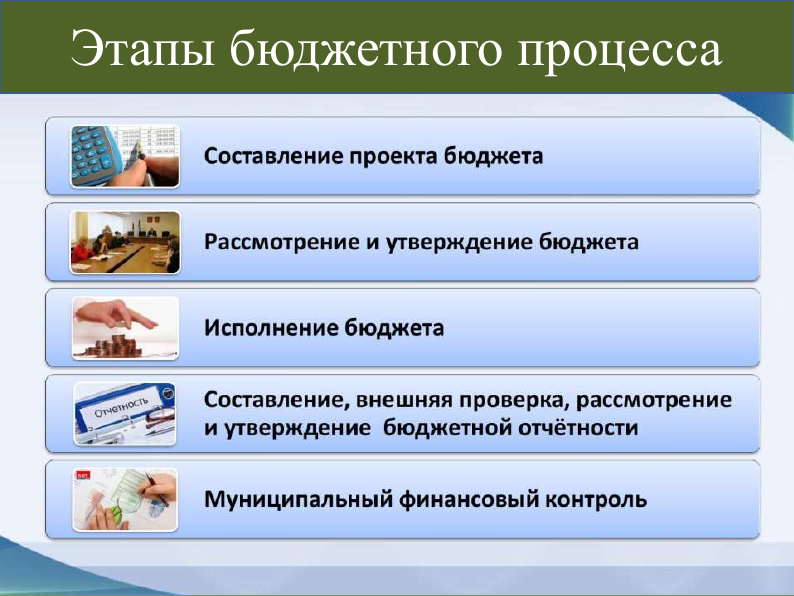 Этапы бюджетного процесса
Составление проекта бюджета
Рассмотрение и утверждение бюджета
Исполнение бюджета
Отчетность
Составление, внешняя проверка, рассмотрение
и утверждение бюджетной отчётности
Муниципальный финансовый контроль